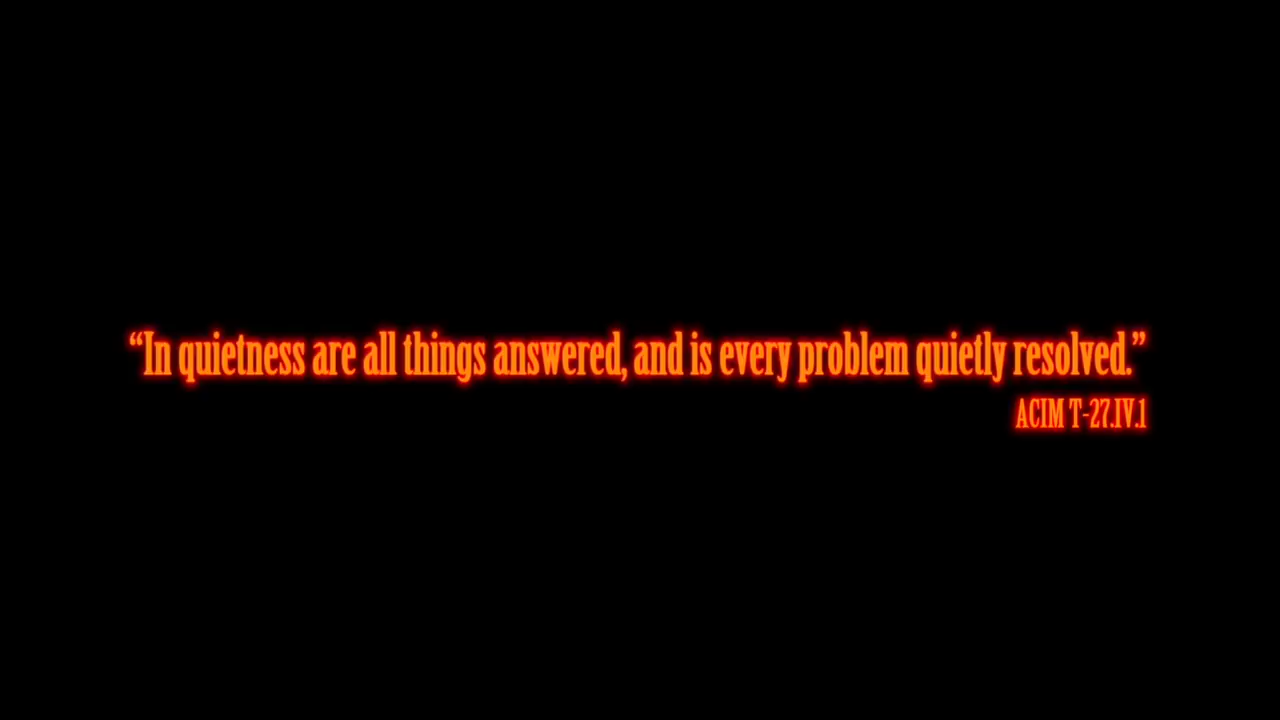 “In quietness are all things answered, and is every problem quietly resolved.”
ACIM T-27.IV.1